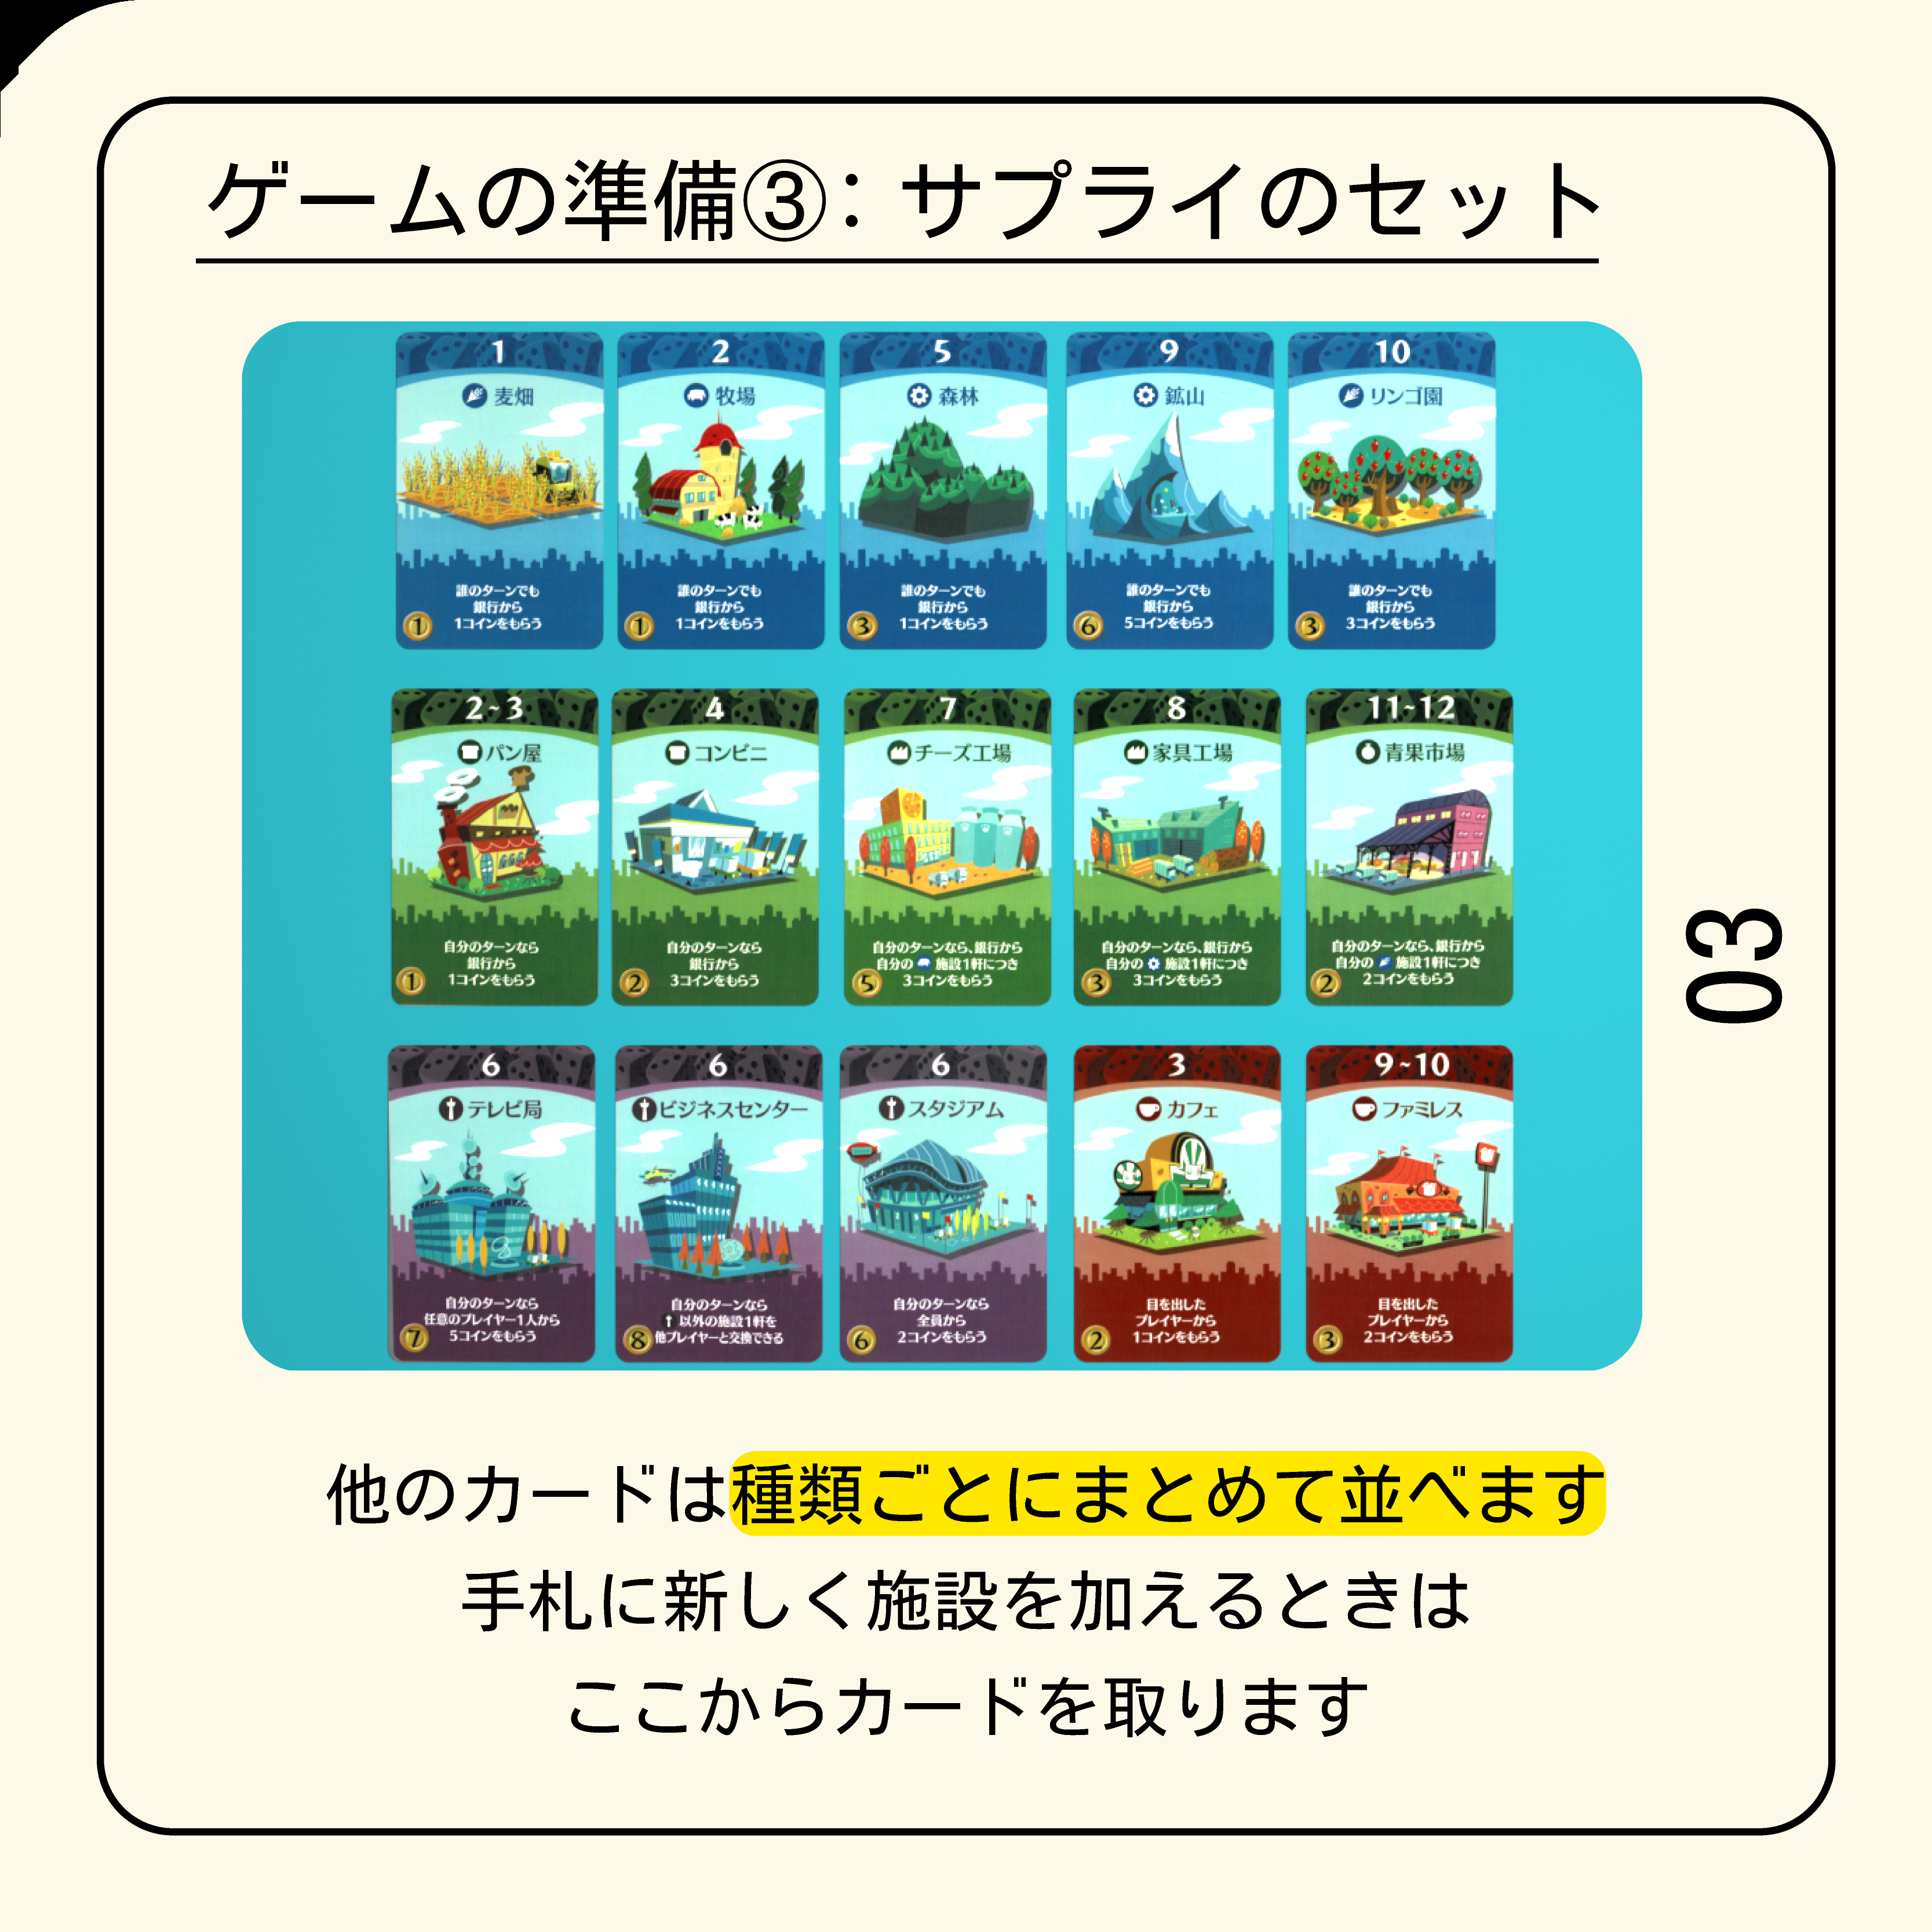 ゲームの準備③：サプライのセット
1
麦畑
誰のターンでも
銀行から
1コインをもらう
1
2
牧場
誰のターンでも
銀行から
1コインをもらう
1
5
森林
誰のターンでも
銀行から
1コインをもらう
3
9
鉱山
誰のターンでも
銀行から
5コインをもらう
6
10
リンゴ園
誰のターンでも
銀行から
3コインをもらう
3
2~3
パン屋
自分のターンなら
銀行から
1コインをもらう
1
4
コンビニ
自分のターンなら
銀行から
3コインをもらう
2
7
チーズ工場
自分のターンなら、銀行から
自分の 施設1軒につき
3コインをもらう
5
8
家具工場
自分のターンなら、銀行から
自分の 施設1軒につき
3コインをもらう
3
11~12
青果市場
自分のターンなら、銀行から
自分の 施設1軒につき
2コインをもらう
2
6
テレビ局
自分のターンなら
任意のプレイヤー1人から
5コインをもらう
7
6
ビジネスセンター
自分のターンなら
以外の施設1軒を
他プレイヤーと交換できる
8
6
スタジアム
自分のターンなら
全員から
2コインをもらう
6
3
カフェ
目を出した
プレイヤーから
1コインをもらう
2
9~10
ファミレス
目を出した
プレイヤーから
2コインをもらう
3
03
他のカードは種類ごとにまとめて並べます
手札に新しく施設を加えるときは
ここからカードを取ります